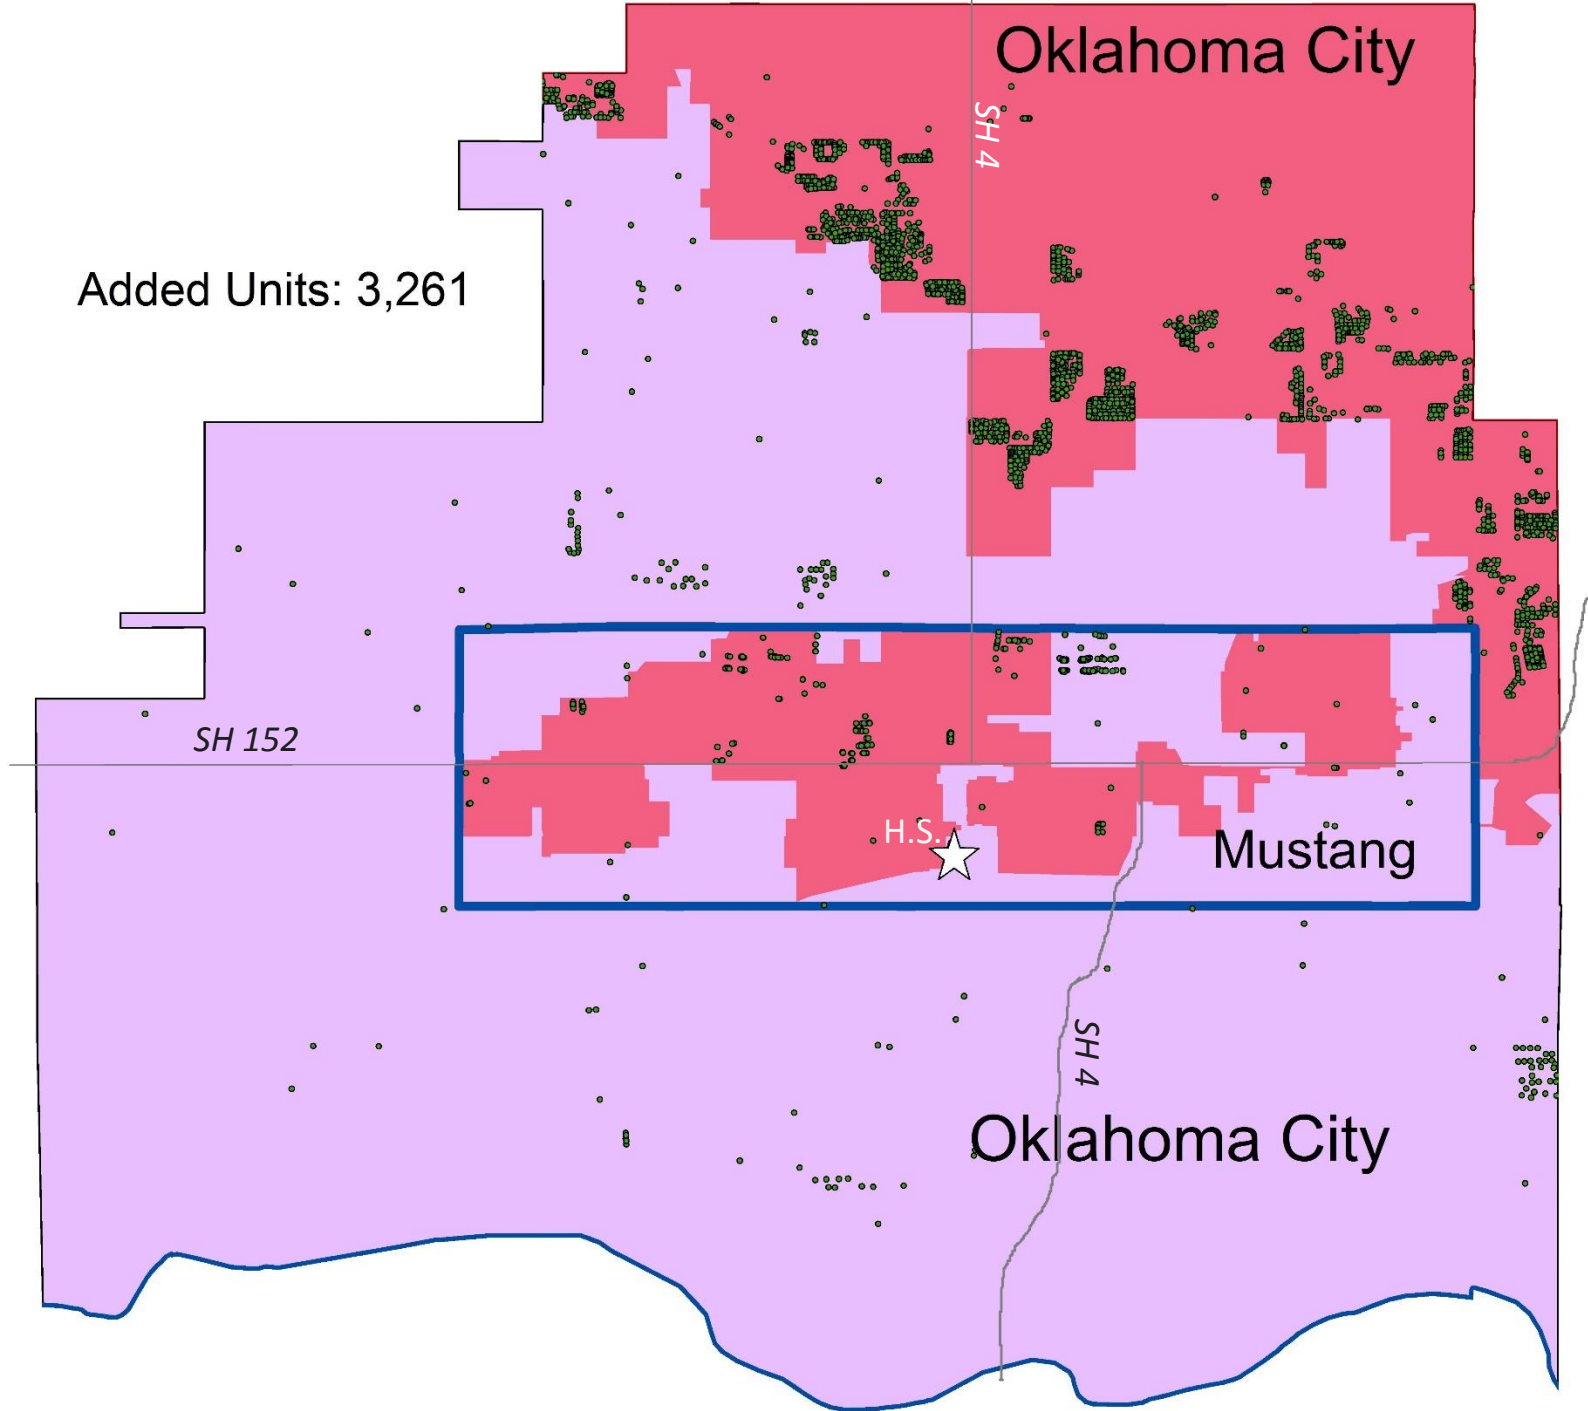 Oklahoma City
SH 4
Added Units: 3,261
SH 152
H.S.
Mustang
SH 4
Oklahoma City